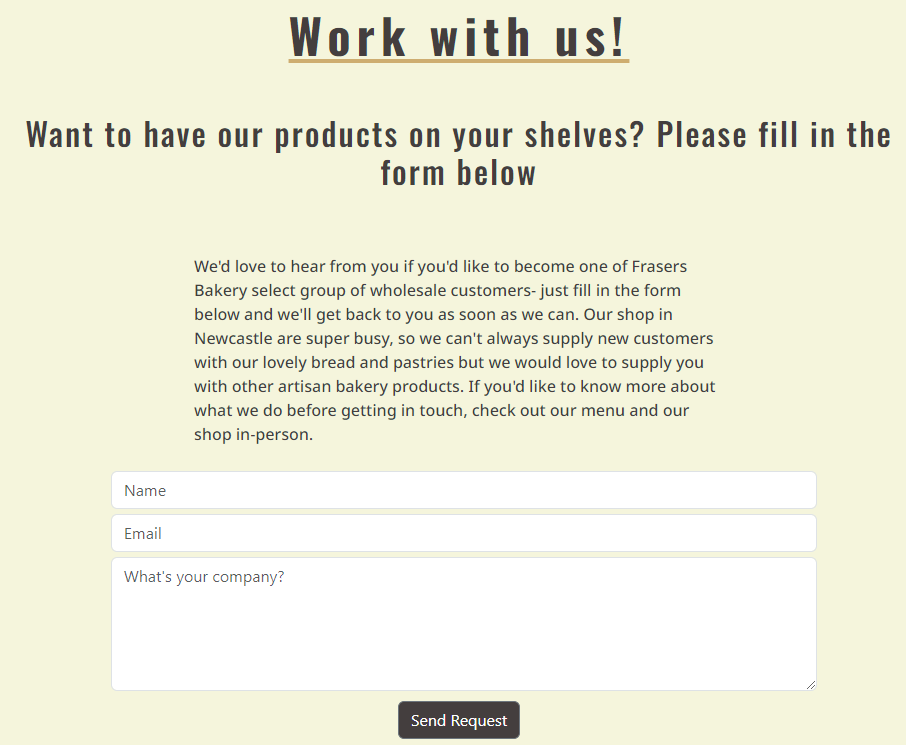 Work with us!
Want to have our products on your shelves? Please fill in the
form below
We'd love to hear from you if you'd like to become one of Frasers
Bakery select group of wholesale customers- just fill in the form
below and we'll get back to you as soon as we can. Our shop in
Newcastle are super busy, so we can't always supply new customers
with our lovely bread and pastries but we would love to supply you
with other artisan bakery products. If you'd like to know more about
what we do before getting in touch, check out our menu and our
shop in-person.
Name
Email
What's your company?
Send Request